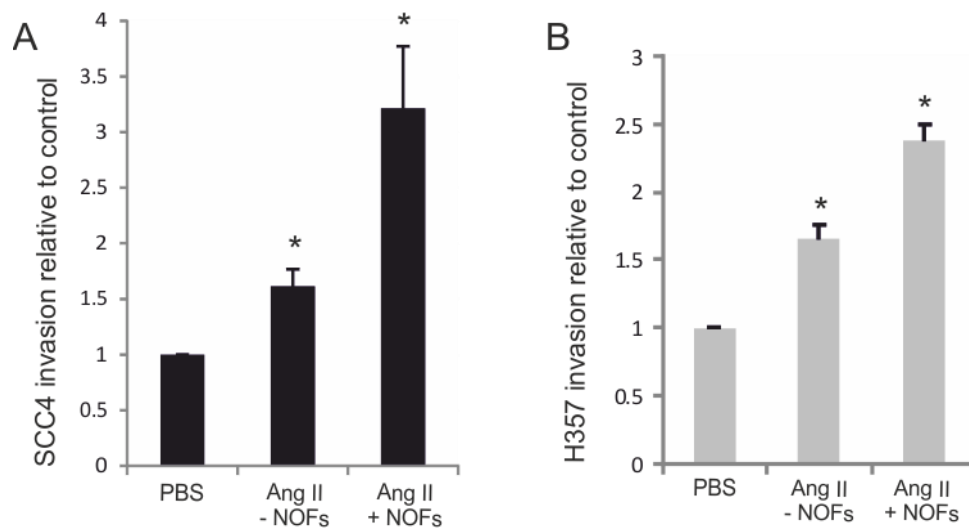 A
SCC4 invasion relative to control
4
3.5
3
2.5
2
1.5
1
0.5
0
*
*
PBS
Ang II
- NOFs
Ang II
+ NOFs
B
H357 invasion relative to control
3
2.5
2
1.5
1
0.5
0
*
*
PBS
Ang II
- NOFs
Ang II
+ NOFs